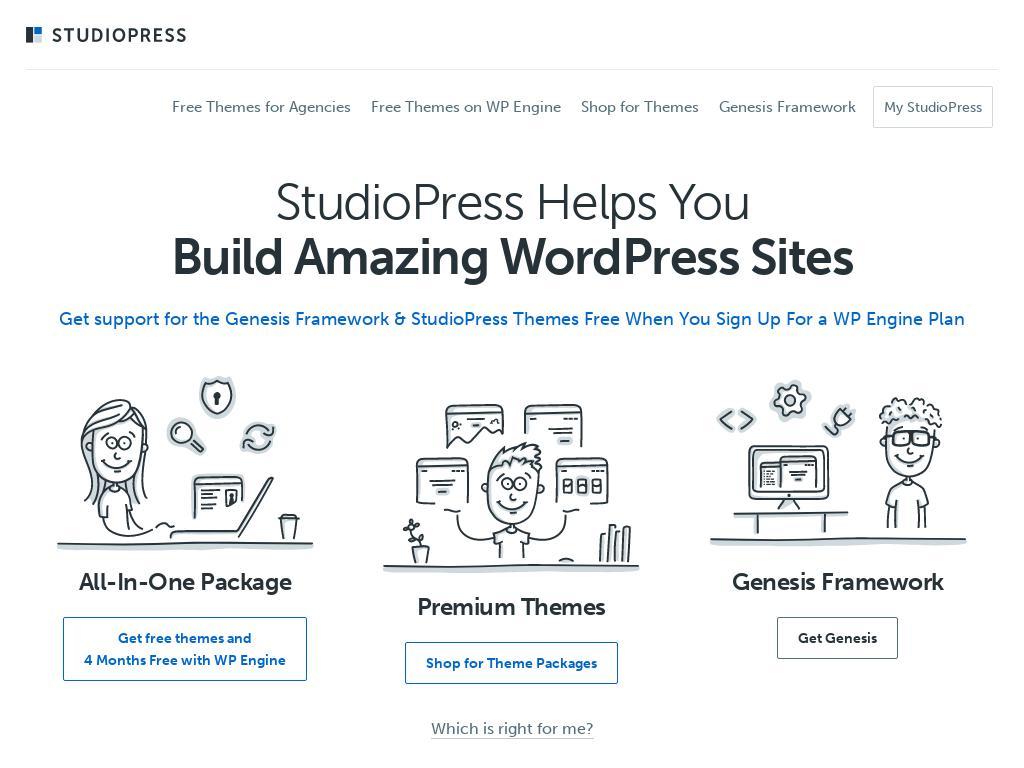 STUDIOPRESS
Free Themes for Agencies
Free Themes on WP Engine
Shop for Themes
Genesis Framework
My StudioPress
StudioPress Helps You
Build Amazing WordPress Sites
Get support for the Genesis Framework & StudioPress Themes Free When You Sign Up For a WP Engine Plan
All-In-One Package
Get free themes and
4 Months Free with WP Engine
Premium Themes
Shop for Theme Packages
Genesis Framework
Get Genesis
Which is right for me?